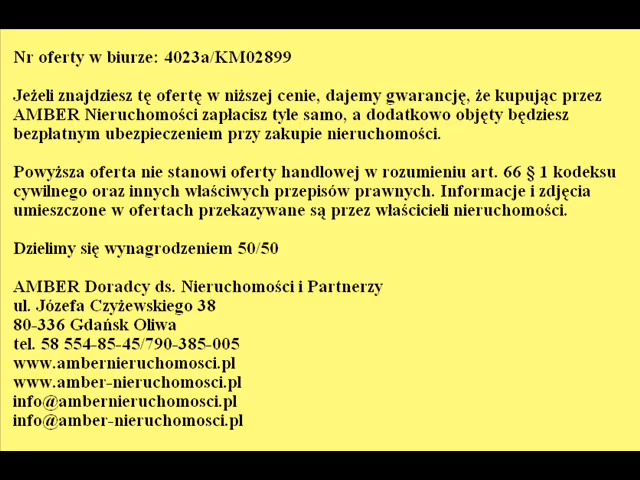 Nr oferty w biurze: 4023a/KM02899
Jeżeli znajdziesz tę ofertę w niższej cenie, dajemy gwarancję, że kupując przez
AMBER Nieruchomości zapłacisz tyle samo, a dodatkowo objęty będziesz
bezpłatnym ubezpieczeniem przy zakupie nieruchomości.
Powyższa oferta nie stanowi oferty handlowej w rozumieniu art. 66 § 1 kodeksu
cywilnego oraz innych właściwych przepisów prawnych. Informacje i zdjęcia
umieszczone w ofertach przekazywane są przez właścicieli nieruchomości.
Dzielimy się wynagrodzeniem 50/50
AMBER Doradcy ds. Nieruchomości i Partnerzy
ul. Józefa Czyżewskiego 38
80-336 Gdańsk Oliwa
tel. 58 554-85-45/790-385-005
www.ambernieruchomosci.pl
www.amber-nieruchomosci.pl
info@ambernieruchomosci.pl
info@amber-nieruchomosci.pl